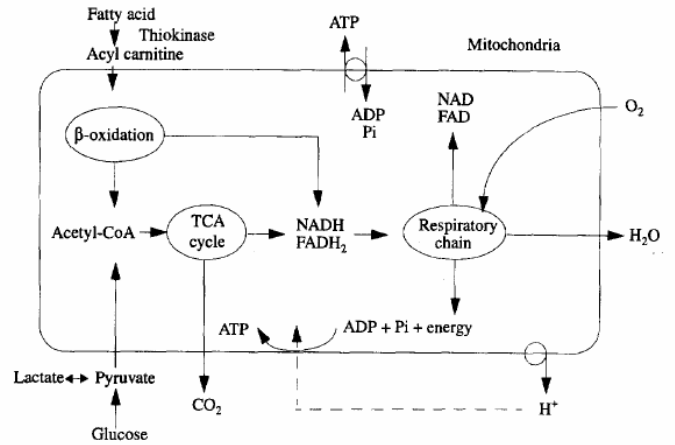 Fatty acid
Thiokinase
Acyl carnitine
ATP
Mitochondria
ADP
Pi
NAD
FAD
O2
β-oxidation
Acetyl-CoA
TCA
cycle
NADH
FADH2
Respiratory
chain
H2O
ATP
ADP + Pi + energy
Lactate
Pyruvate
CO2
H+
Glucose